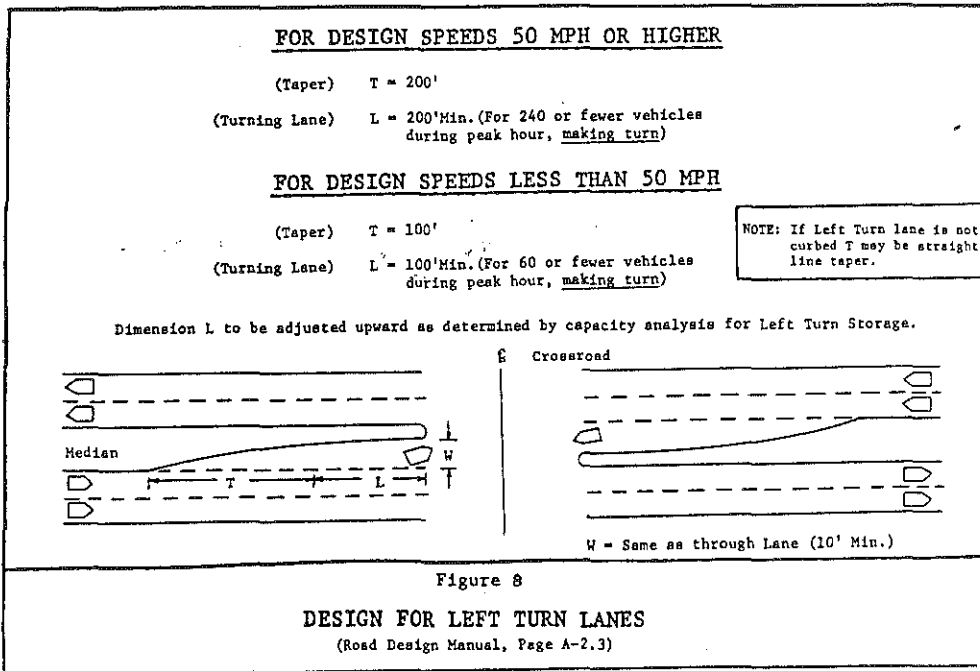 FOR DESIGN SPEEDS 50 MPH OR HIGHER
(Taper) T = 200'
(Turning Lane) L = 200'Min. (For 240 or fewer vehicles
during peak hour, making turn)
FOR DESIGN SPEEDS LESS THAN 50 MPH
(Taper) T = 100'
(Turning Lane) L = 100'Min. (For 60 or fewer vehicles
during peak hour, making turn)
NOTE: If Left Turn lane is not
curbed T may be straight
line taper.
Dimension L to be adjusted upward as determined by capacity analysis for Left Turn Storage.
℄ Crossroad
Median
W
T
L
W = Same as through Lane (10' Min.)
Figure 8
DESIGN FOR LEFT TURN LANES
(Road Design Manual, Page A-2.3)